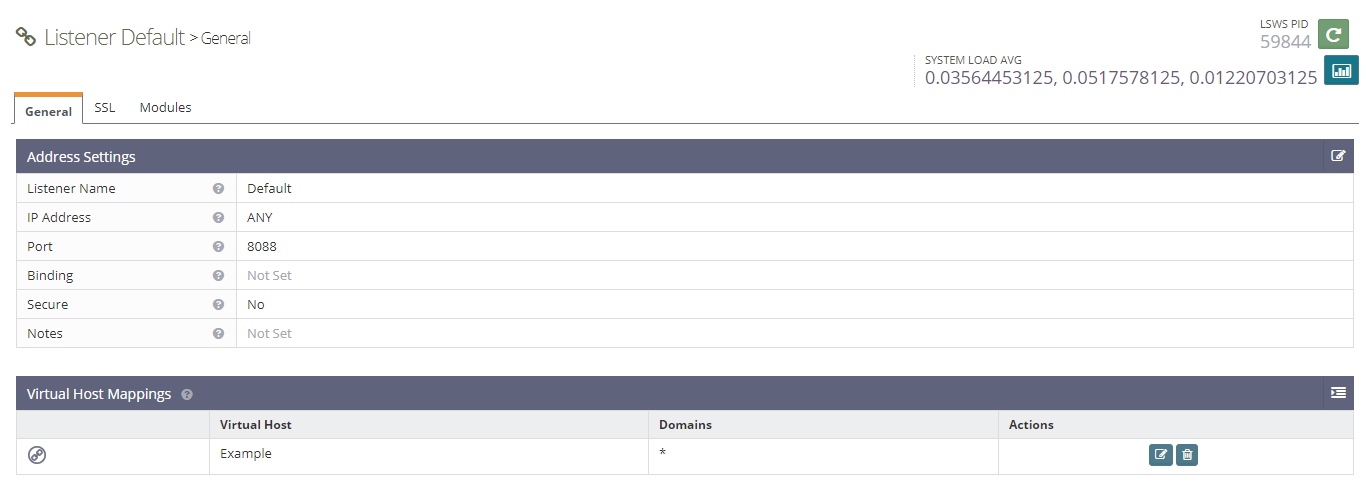 Listener Default > General
LSWS PID
59844
SYSTEM LOAD AVG
0.03564453125, 0.0517578125, 0.01220703125
General SSL Modules
Address Settings
Listener Name Default
IP Address ANY
Port 8088
Binding Not Set
Secure No
Notes Not Set
Virtual Host Mappings
Virtual Host Domains Actions
Example *